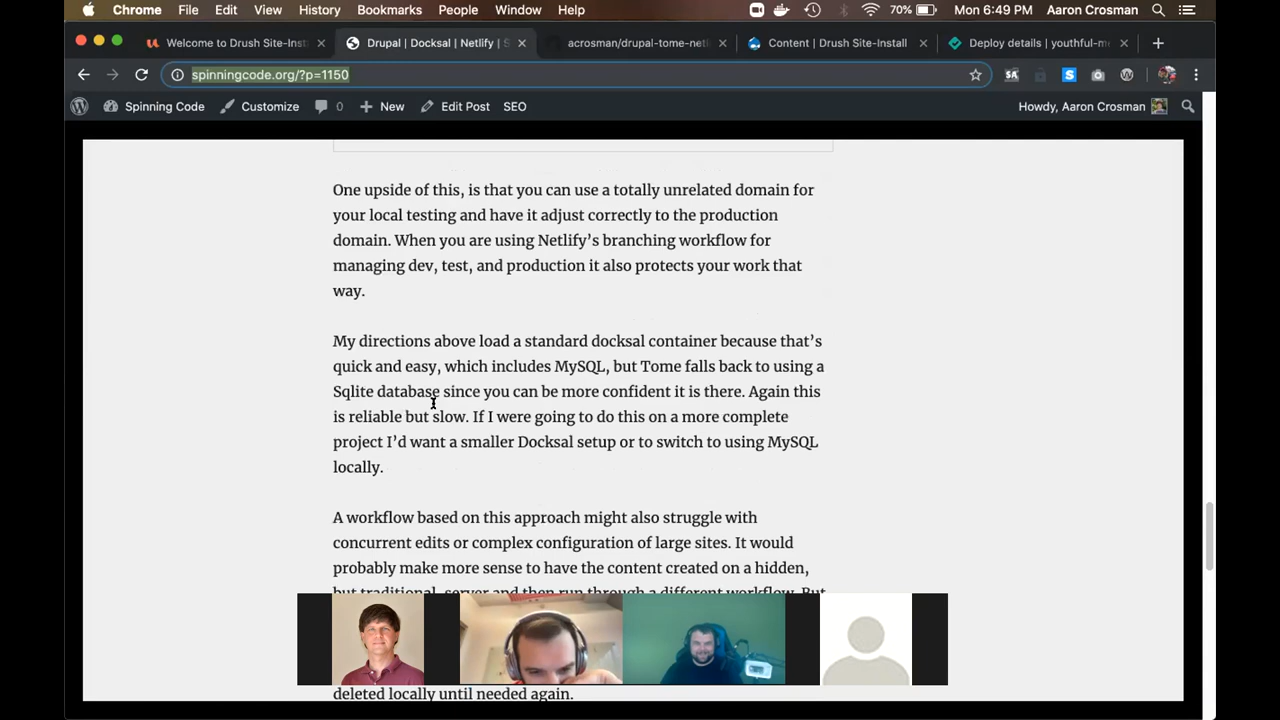 Chrome File Edit View History Bookmarks People Window Help 70% Mon 6:49 PM Aaron Crosman
Welcome to Drush Site-Inst
Drupal | Docksal | Netlify | S
acrosman/drupal-tome-netl
Content | Drush Site-Install
Deploy details | youthful-m
spinningcode.org/?p=1150
Spinning Code Customize 0 New Edit Post SEO Howdy, Aaron Crosman
One upside of this, is that you can use a totally unrelated domain for
your local testing and have it adjust correctly to the production
domain. When you are using Netlify’s branching workflow for
managing dev, test, and production it also protects your work that
way.
My directions above load a standard docksal container because that’s
quick and easy, which includes MySQL, but Tome falls back to using a
Sqlite database since you can be more confident it is there. Again this
is reliable but slow. If I were going to do this on a more complete
project I’d want a smaller Docksal setup or to switch to using MySQL
locally.
A workflow based on this approach might also struggle with
concurrent edits or complex configuration of large sites. It would
probably make more sense to have the content created on a hidden,
but traditional, server and then run through a different workflow. But
deleted locally until needed again.